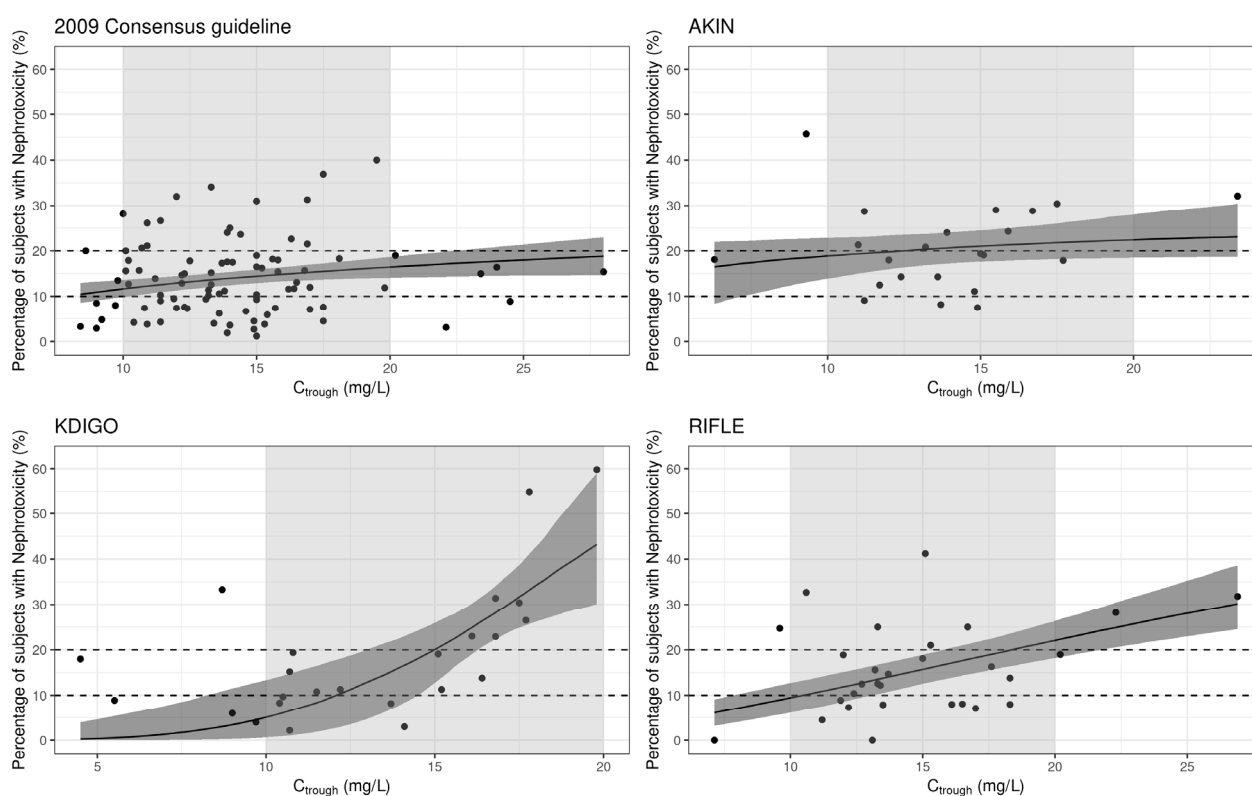 2009 Consensus guideline
Percentage of subjects with Nephrotoxicity (%)
60
50
40
30
20
10
0
10 15 20 25
Ctrough (mg/L)
AKIN
Percentage of subjects with Nephrotoxicity (%)
60
50
40
30
20
10
0
10 15 20
Ctrough (mg/L)
KDIGO
Percentage of subjects with Nephrotoxicity (%)
60
50
40
30
20
10
0
5 10 15 20
Ctrough (mg/L)
RIFLE
Percentage of subjects with Nephrotoxicity (%)
60
50
40
30
20
10
0
10 15 20 25
Ctrough (mg/L)